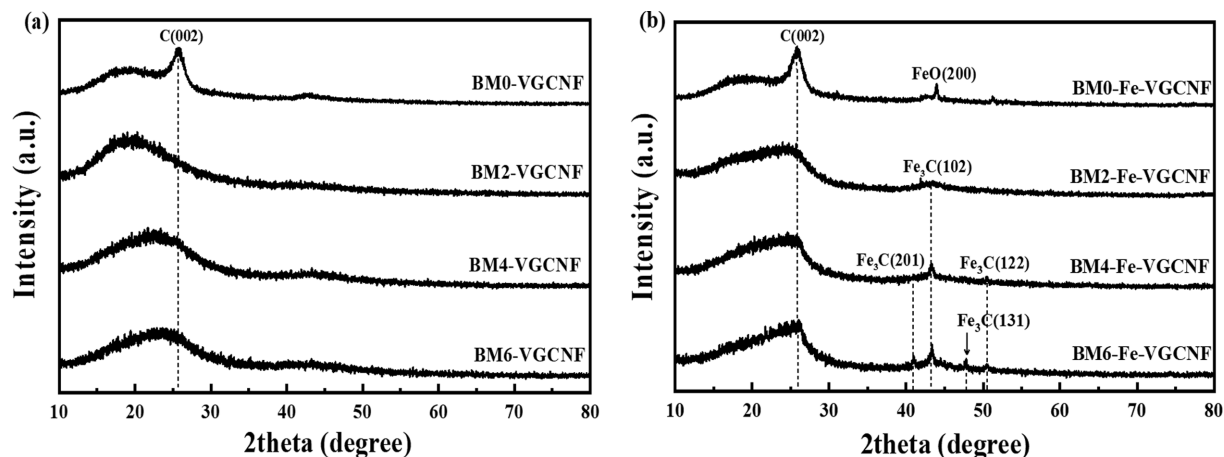 (a)
C(002)
BM0-VGCNF
BM2-VGCNF
BM4-VGCNF
BM6-VGCNF
Intensity (a.u.)
10 20 30 40 50 60 70 80
2theta (degree)
(b)
C(002)
FeO(200)
BM0-Fe-VGCNF
Fe₃C(102)
BM2-Fe-VGCNF
Fe₃C(201) Fe₃C(122)
BM4-Fe-VGCNF
Fe₃C(131)
BM6-Fe-VGCNF
Intensity (a.u.)
10 20 30 40 50 60 70 80
2theta (degree)